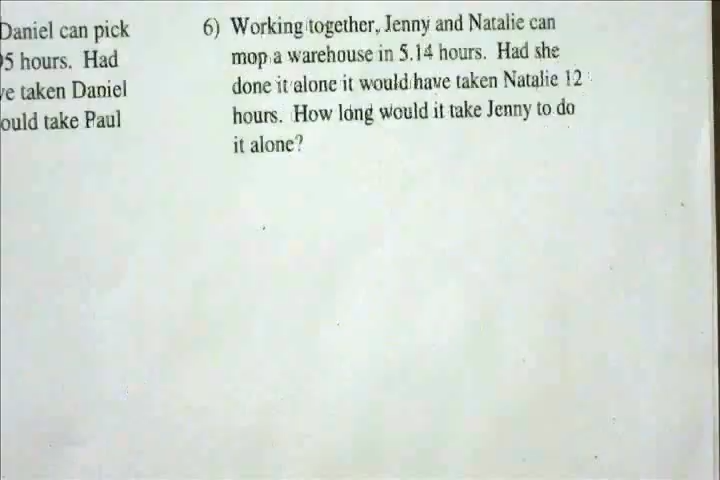 Daniel can pick
5 hours. Had
taken Daniel
would take Paul
6) Working together, Jenny and Natalie can
mop a warehouse in 5.14 hours. Had she
done it alone it would have taken Natalie 12
hours. How long would it take Jenny to do
it alone?